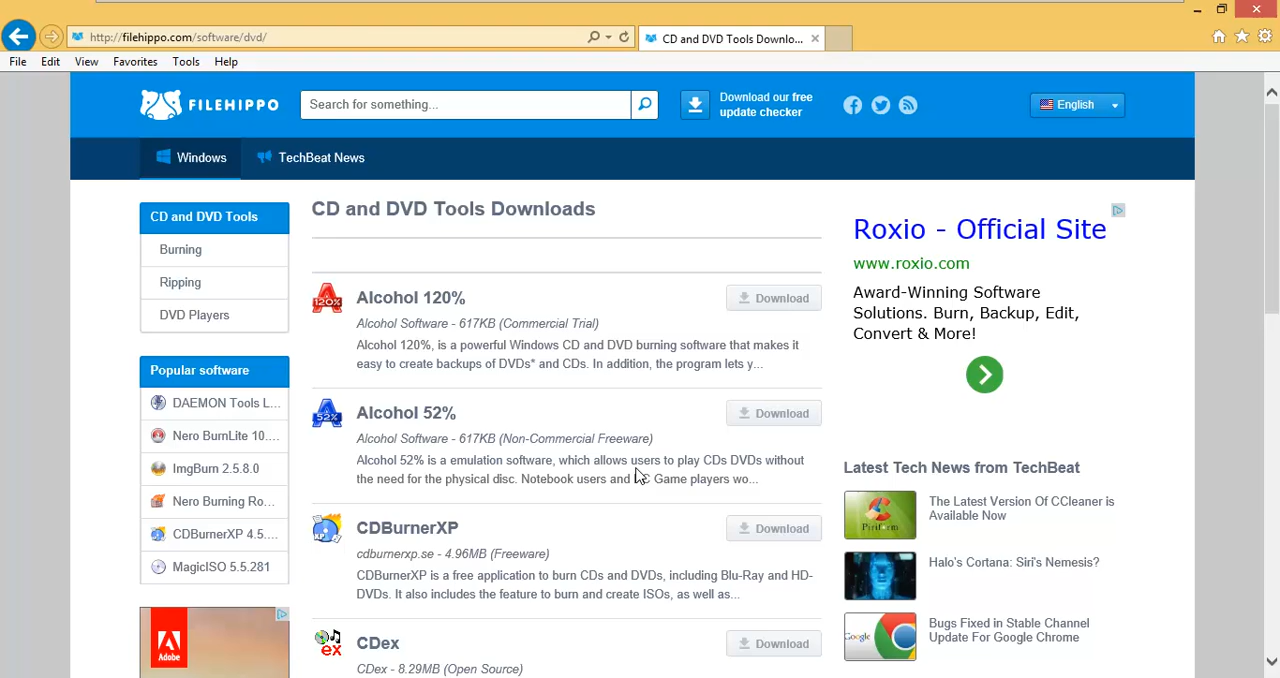 http://filehippo.com/software/dvd/
CD and DVD Tools Downlo...
File Edit View Favorites Tools Help
FILEHIPPO
Search for something...
Download our free
update checker
English
Windows
TechBeat News
CD and DVD Tools
Burning
Ripping
DVD Players
Popular software
DAEMON Tools L...
Nero BurnLite 10....
ImgBurn 2.5.8.0
Nero Burning Ro...
CDBurnerXP 4.5....
MagicISO 5.5.281
Adobe
CD and DVD Tools Downloads
120%
Alcohol 120%
Download
Alcohol Software - 617KB (Commercial Trial)
Alcohol 120%, is a powerful Windows CD and DVD burning software that makes it
easy to create backups of DVDs* and CDs. In addition, the program lets y...
52%
Alcohol 52%
Download
Alcohol Software - 617KB (Non-Commercial Freeware)
Alcohol 52% is a emulation software, which allows users to play CDs DVDs without
the need for the physical disc. Notebook users and C Game players wo...
XP
CDBurnerXP
Download
cdburnerxp.se - 4.96MB (Freeware)
CDBurnerXP is a free application to burn CDs and DVDs, including Blu-Ray and HD-
DVDs. It also includes the feature to burn and create ISOs, as well as...
ex
CDex
Download
CDex - 8.29MB (Open Source)
Roxio - Official Site
www.roxio.com
Award-Winning Software
Solutions. Burn, Backup, Edit,
Convert & More!
Latest Tech News from TechBeat
Piriform
The Latest Version Of CCleaner is
Available Now
Halo's Cortana: Siri's Nemesis?
Google
Bugs Fixed in Stable Channel
Update For Google Chrome